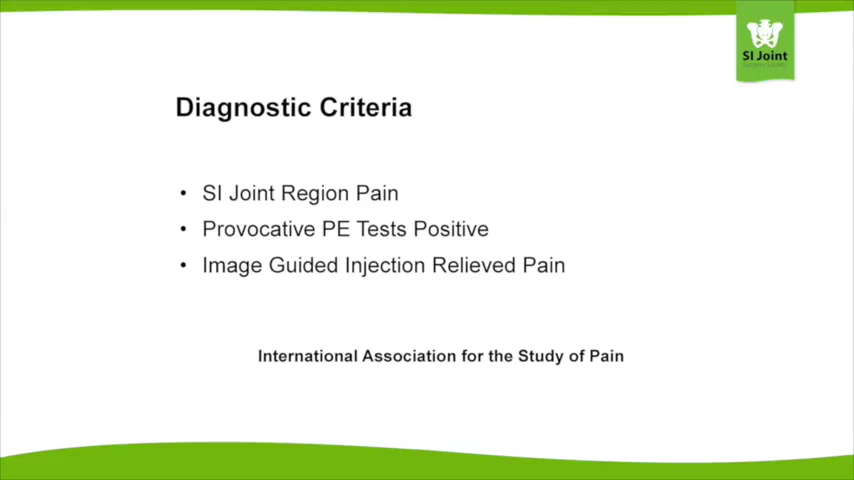 SI Joint
Diagnostic Criteria
• SI Joint Region Pain
• Provocative PE Tests Positive
• Image Guided Injection Relieved Pain
International Association for the Study of Pain